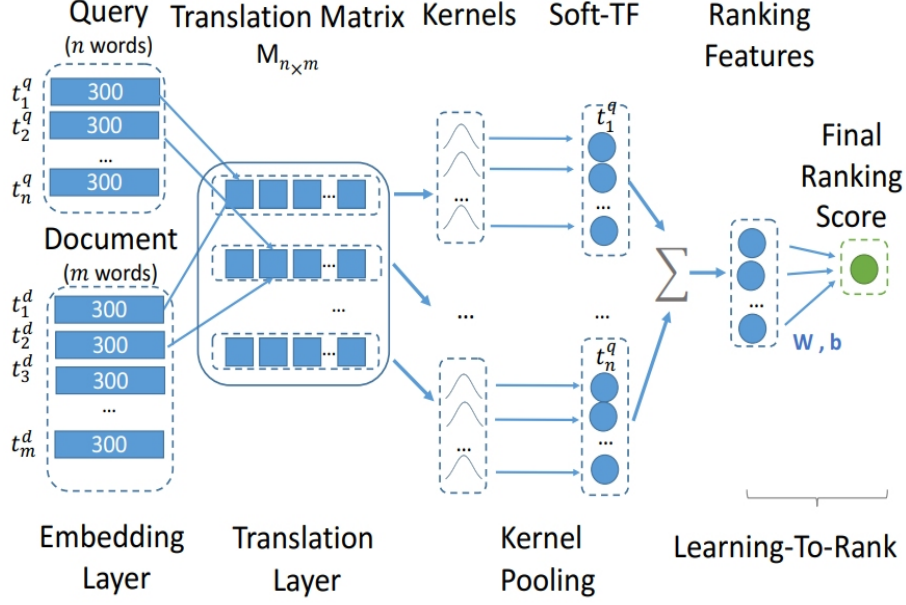 Query
(n words)
Translation Matrix
M_{n×m}
Kernels
Soft-TF
Ranking
Features
t_1^q 300
t_2^q 300
...
t_n^q 300
Document
(m words)
t_1^d 300
t_2^d 300
t_3^d 300
...
t_m^d 300
...
...
...
...
...
...
...
t_1^q
...
...
t_n^q
...
∑
...
W , b
Final
Ranking
Score
Embedding
Layer
Translation
Layer
Kernel
Pooling
Learning-To-Rank